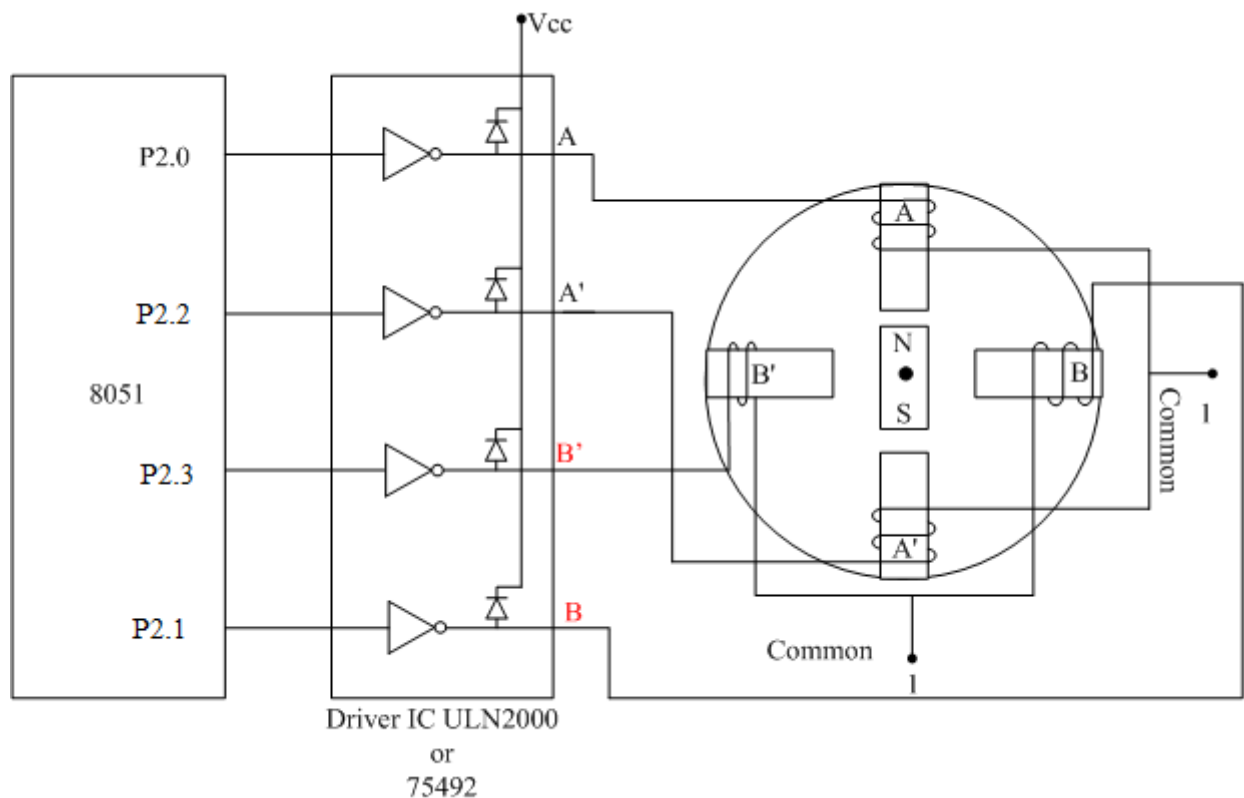 Vcc
P2.0
A
A
P2.2
A'
N
B'
B
8051
S
Common
1
P2.3
B’
A'
P2.1
B
Common
1
Driver IC ULN2000
or
75492